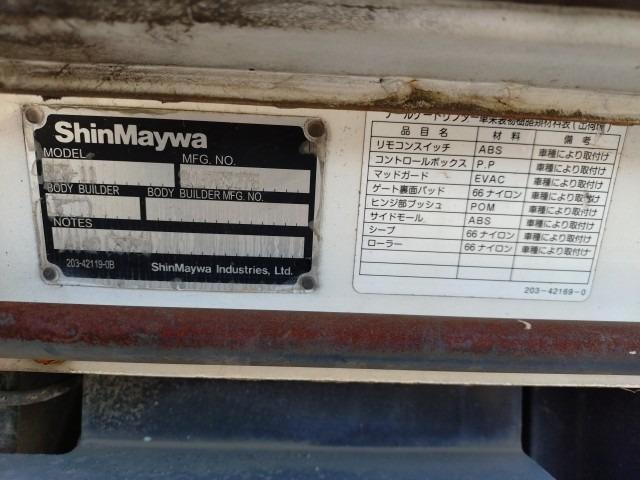 ShinMaywa
MODEL
MFG. NO.
BODY BUILDER
BODY BUILDER MFG. NO.
NOTES
203-42119-0B
ShinMaywa Industries, Ltd.
品目名 材料 備考
リモコンスイッチ ABS 車種により取付け
コントロールボックス P.P 車種により取付け
マッドガード EVAC 車種により取付け
ゲート裏面パッド 66ナイロン 車種により取付け
ヒンジ部ブッシュ POM 車種により取付け
サイドモール ABS 車種により取付け
シーブ 66ナイロン 車種により取付け
ローラー 66ナイロン 車種により取付け
203-42169-0